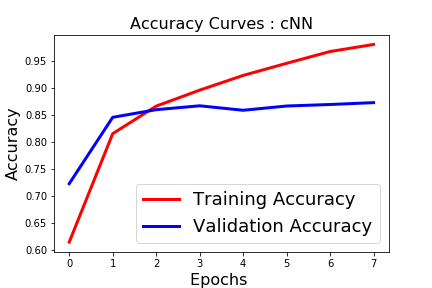 Accuracy Curves : cNN
Accuracy
0.95
0.90
0.85
0.80
0.75
0.70
0.65
0.60
Training Accuracy
Validation Accuracy
0 1 2 3 4 5 6 7
Epochs